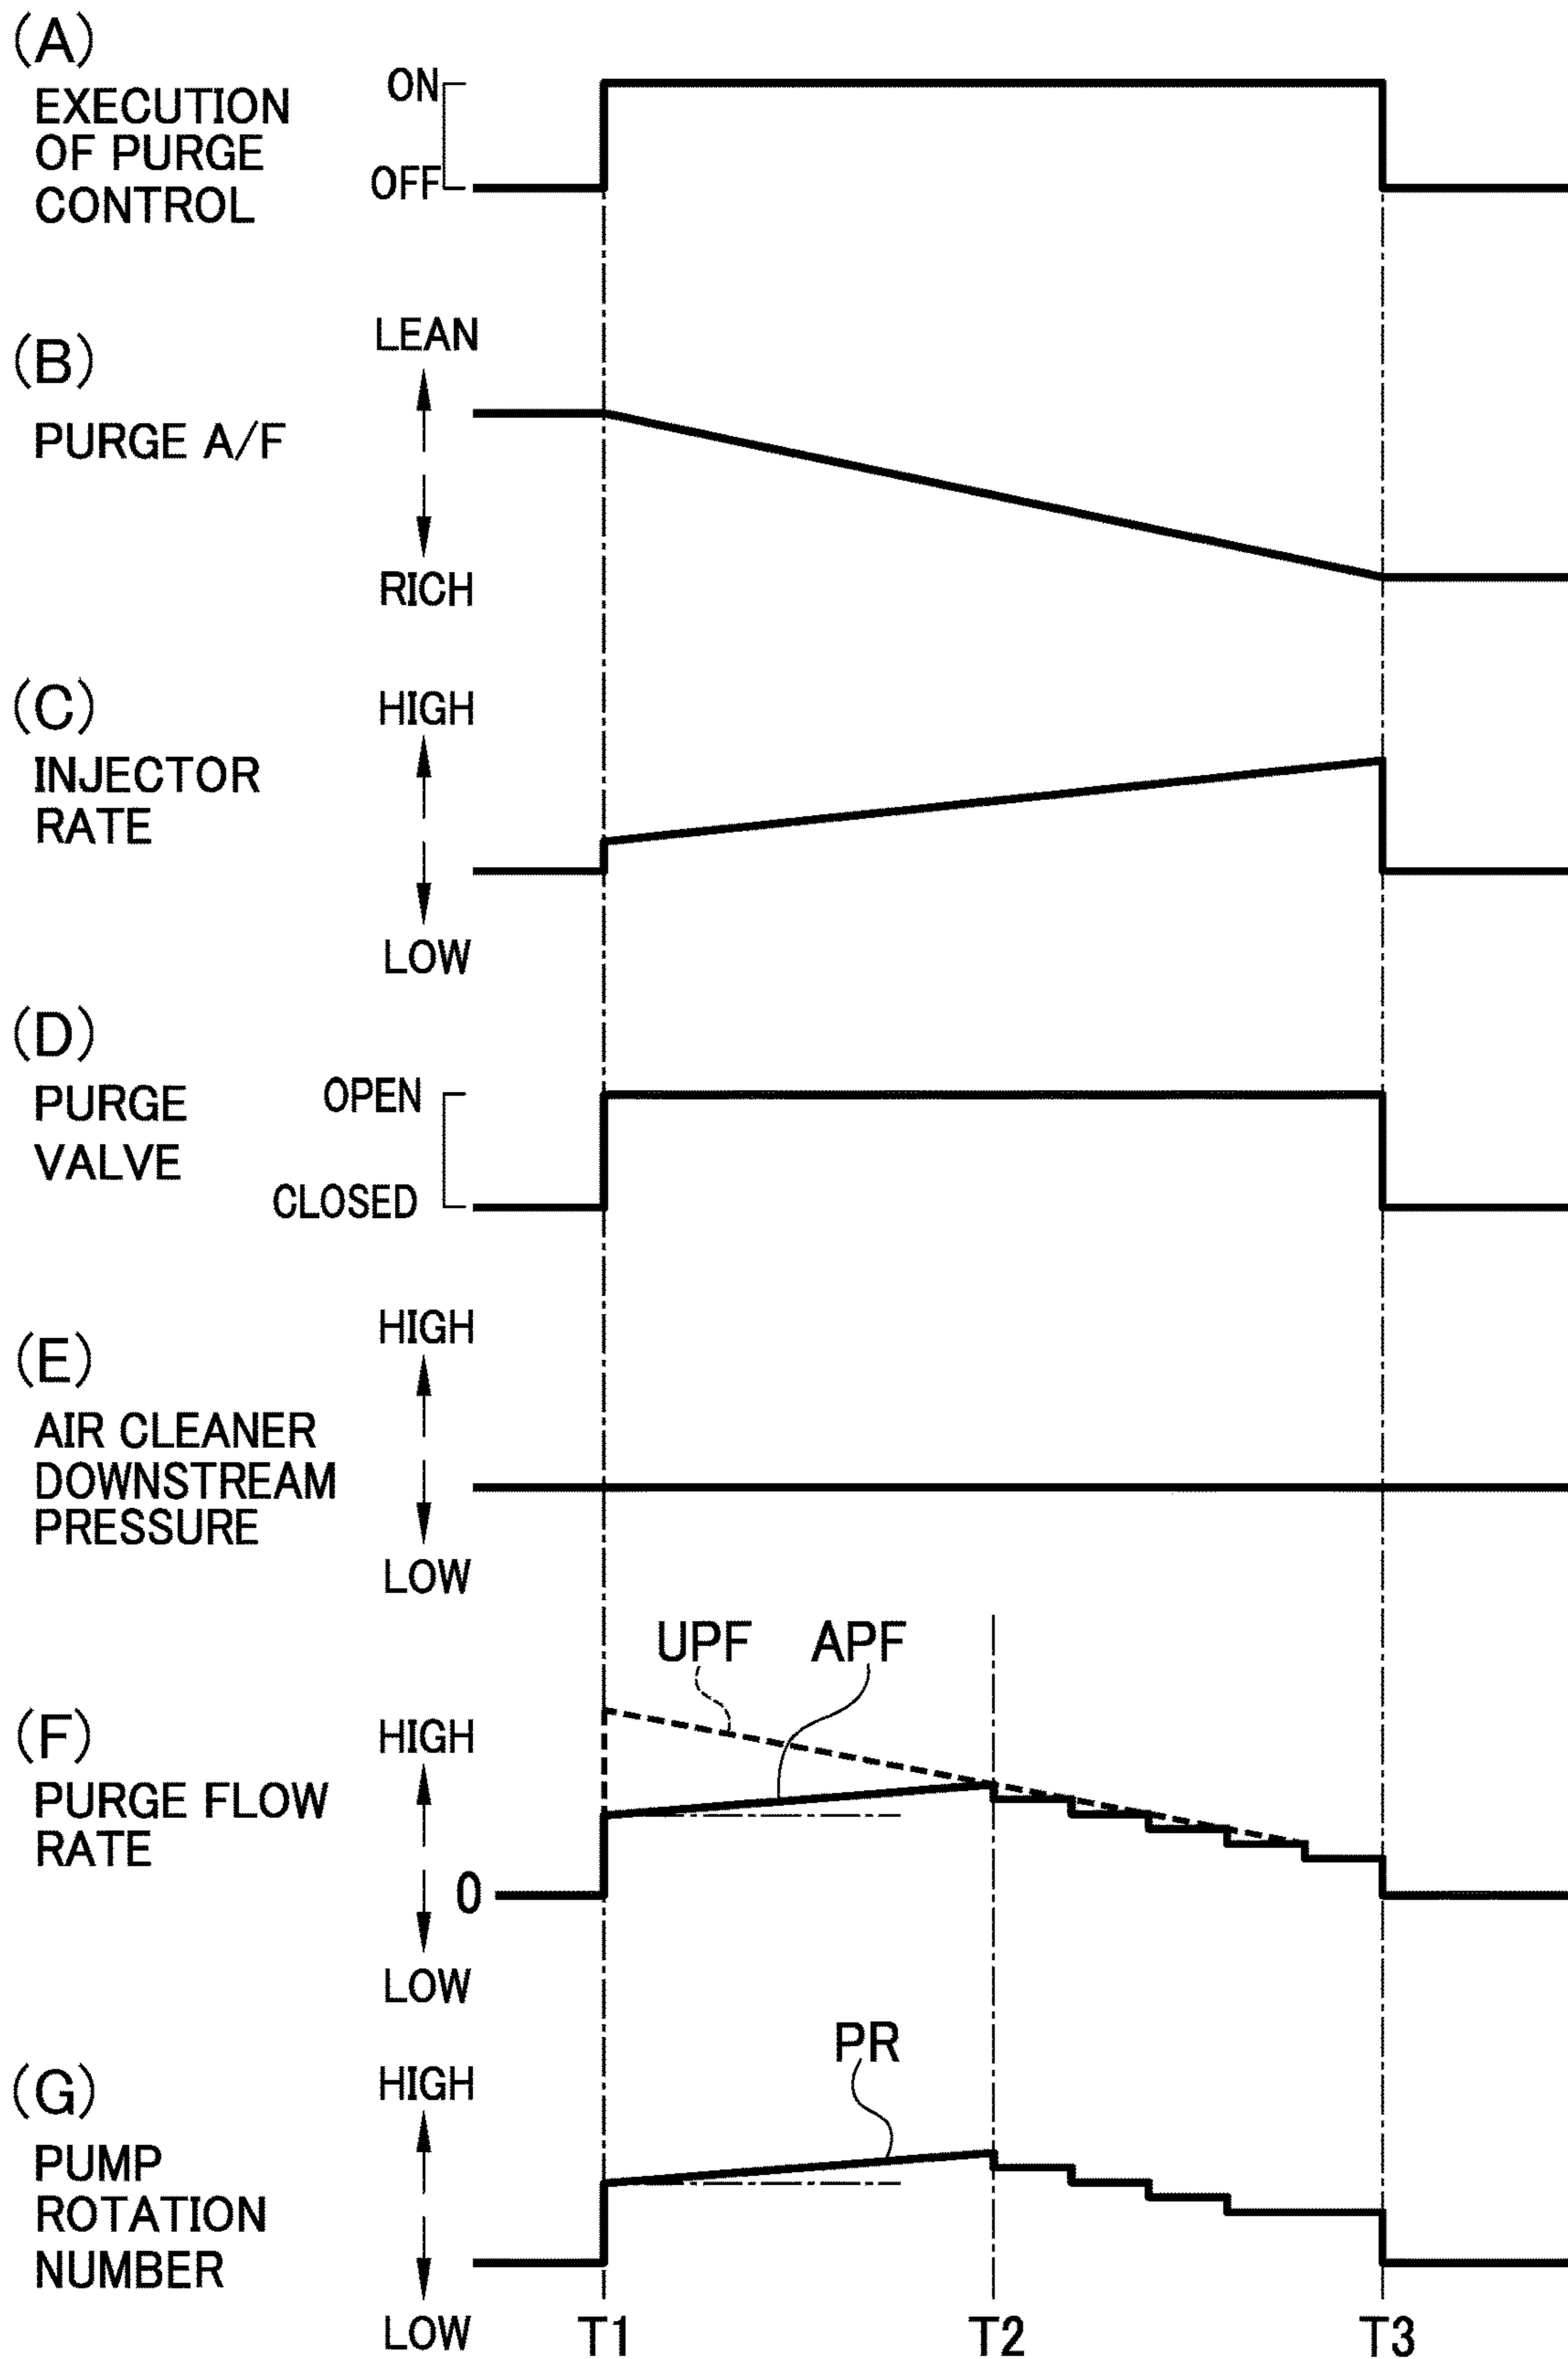 (A)
EXECUTION
OF PURGE
CONTROL
ON
OFF
(B)
PURGE A/F
LEAN
RICH
(C)
INJECTOR
RATE
HIGH
LOW
(D)
PURGE
VALVE
OPEN
CLOSED
(E)
AIR CLEANER
DOWNSTREAM
PRESSURE
HIGH
LOW
(F)
PURGE FLOW
RATE
HIGH
0
LOW
UPF
APF
(G)
PUMP
ROTATION
NUMBER
HIGH
LOW
PR
T1
T2
T3